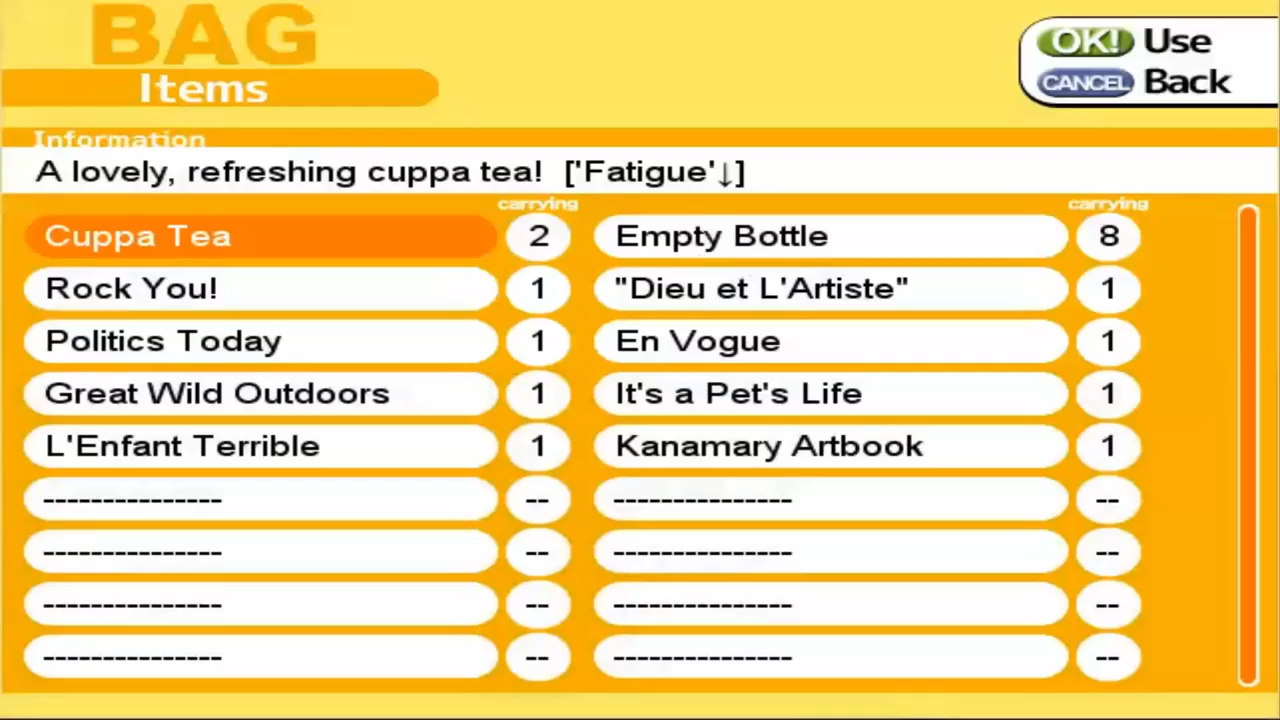 BAG
Items
OK! Use
CANCEL Back
Information
A lovely, refreshing cuppa tea! ['Fatigue'↓]
carrying carrying
Cuppa Tea 2 Empty Bottle 8
Rock You! 1 "Dieu et L'Artiste" 1
Politics Today 1 En Vogue 1
Great Wild Outdoors 1 It's a Pet's Life 1
L'Enfant Terrible 1 Kanamary Artbook 1
--------------- -- --------------- --
--------------- -- --------------- --
--------------- -- --------------- --
--------------- -- --------------- --